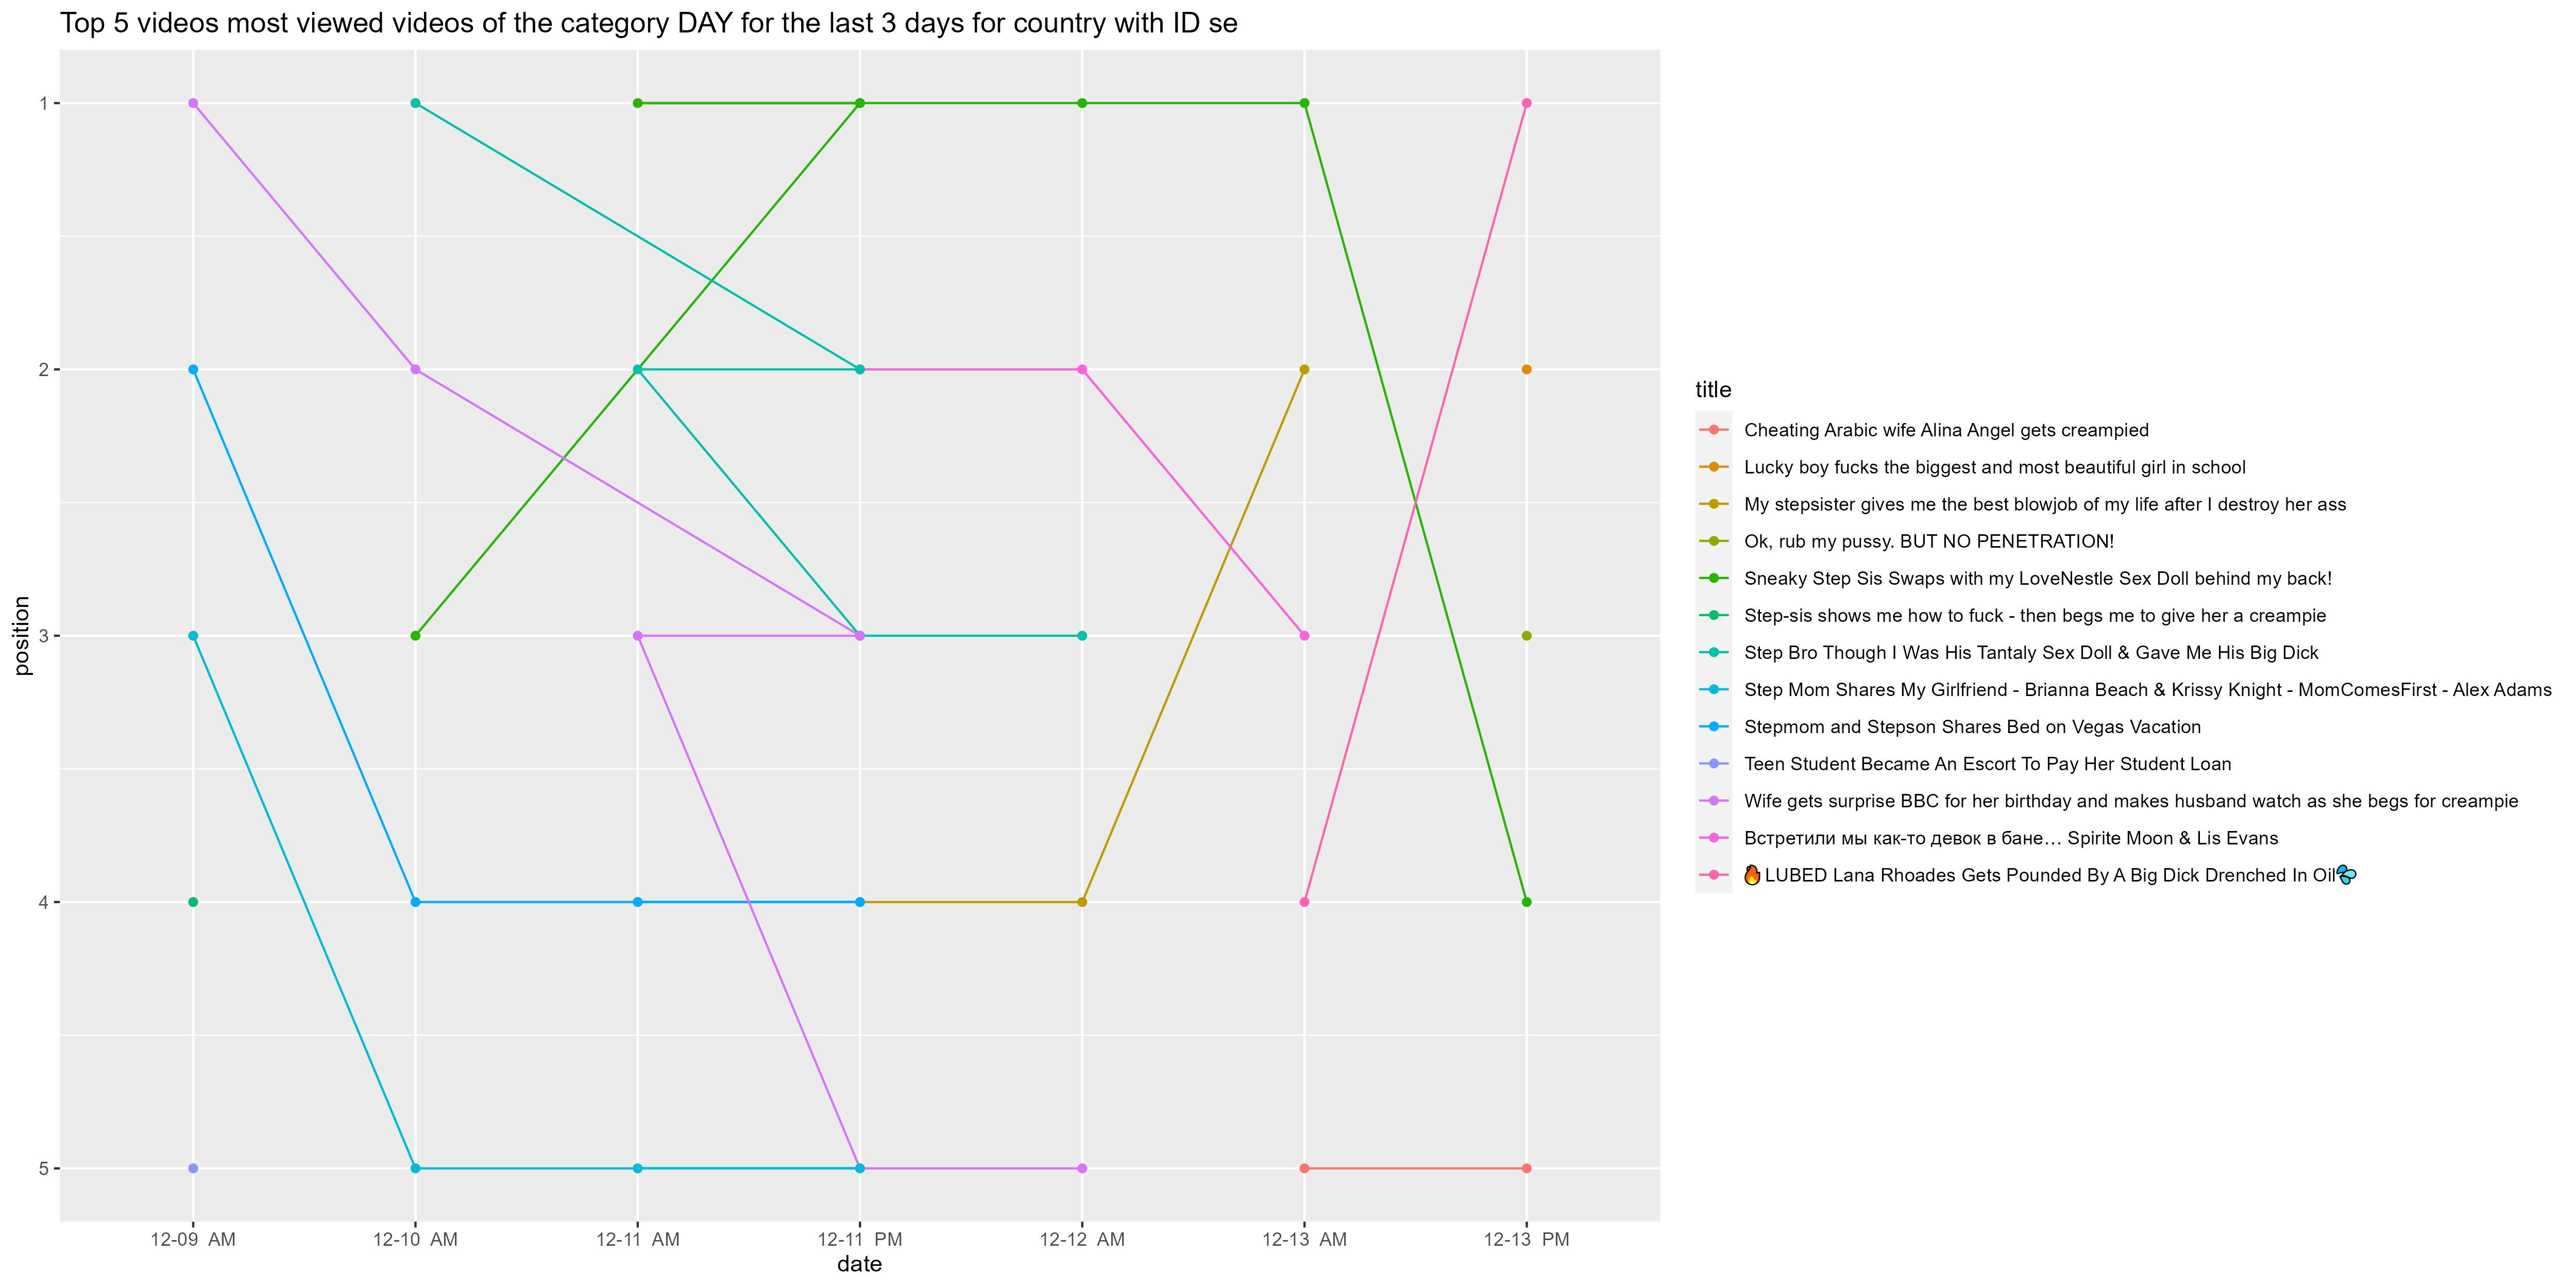 Top 5 videos most viewed videos of the category DAY for the last 3 days for country with ID se
1
2
3
4
5
position
12-09 AM
12-10 AM
12-11 AM
12-11 PM
12-12 AM
12-13 AM
12-13 PM
date
title
Cheating Arabic wife Alina Angel gets creampied
Lucky boy fucks the biggest and most beautiful girl in school
My stepsister gives me the best blowjob of my life after I destroy her ass
Ok, rub my pussy. BUT NO PENETRATION!
Sneaky Step Sis Swaps with my LoveNestle Sex Doll behind my back!
Step-sis shows me how to fuck - then begs me to give her a creampie
Step Bro Though I Was His Tantaly Sex Doll & Gave Me His Big Dick
Step Mom Shares My Girlfriend - Brianna Beach & Krissy Knight - MomComesFirst - Alex Adams
Stepmom and Stepson Shares Bed on Vegas Vacation
Teen Student Became An Escort To Pay Her Student Loan
Wife gets surprise BBC for her birthday and makes husband watch as she begs for creampie
Встретили мы как-то девок в бане… Spirite Moon & Lis Evans
🔥LUBED Lana Rhoades Gets Pounded By A Big Dick Drenched In Oil💦